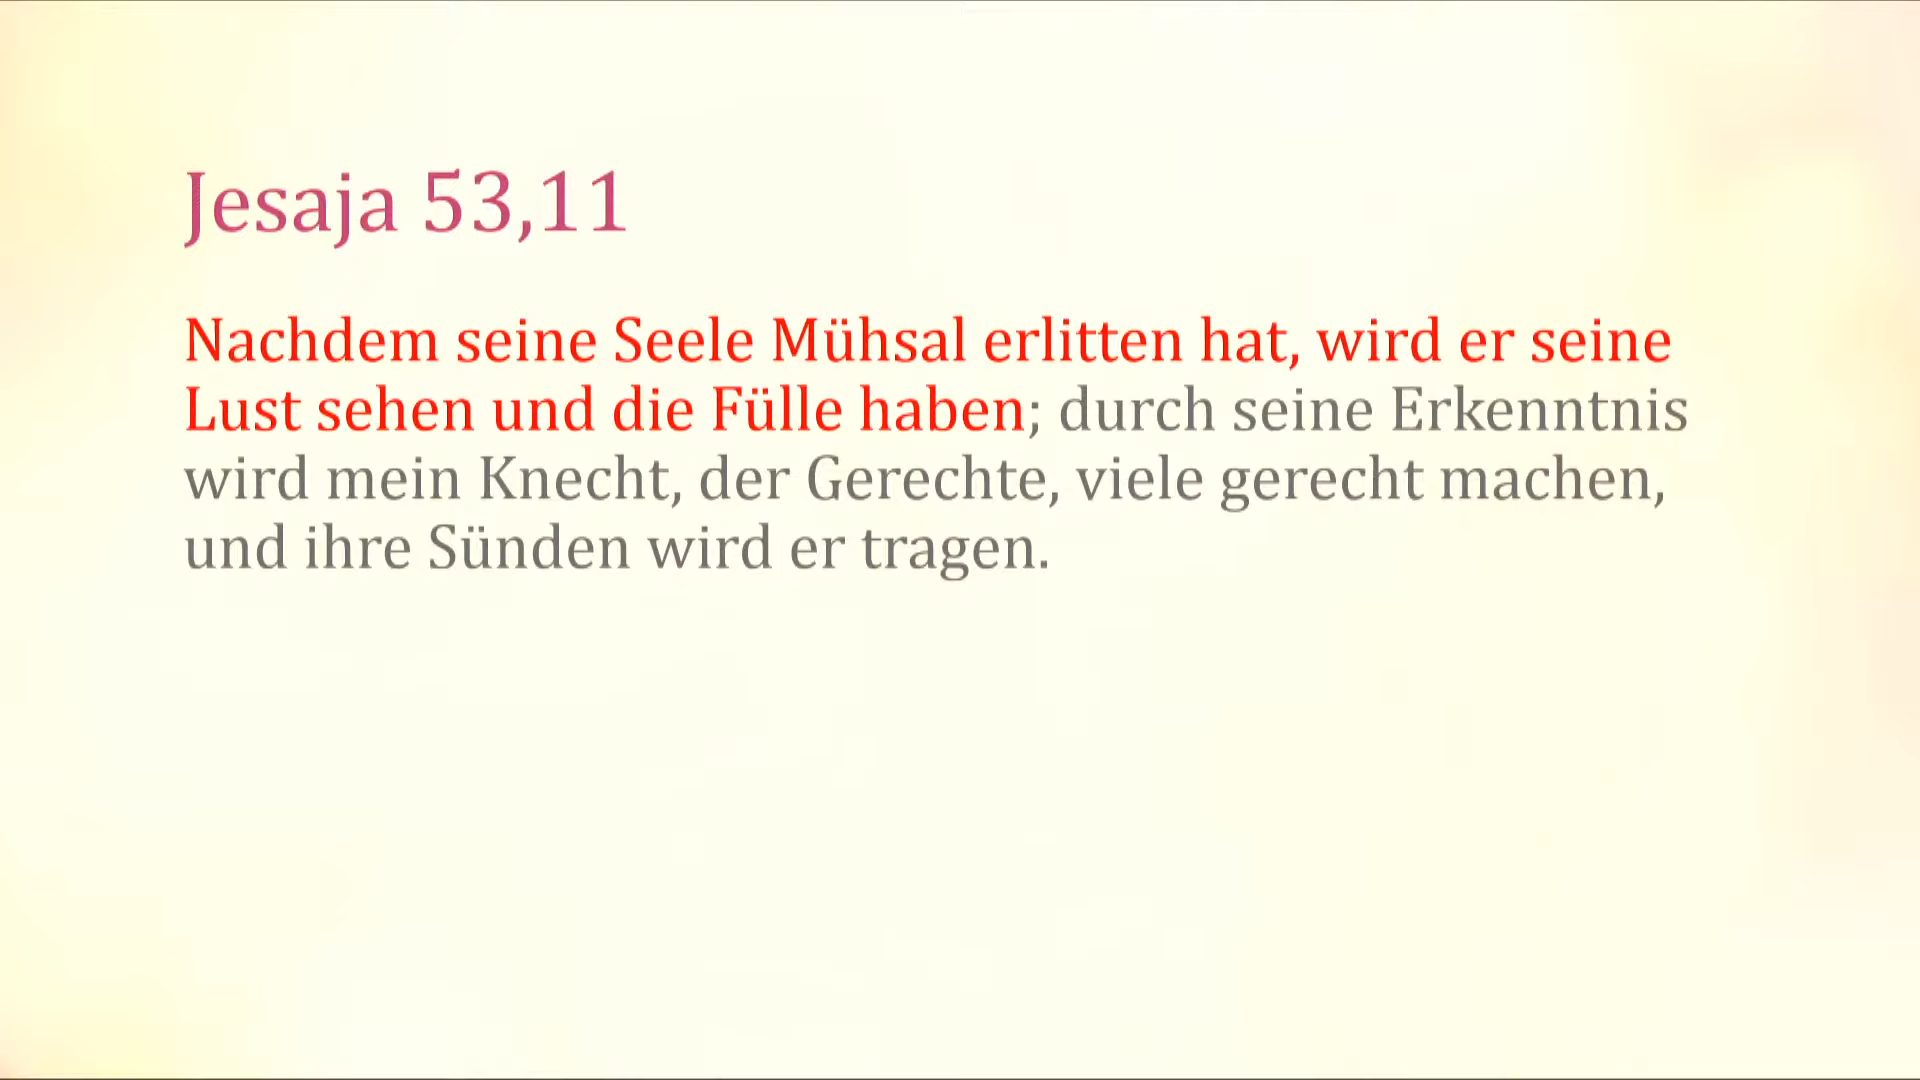 Jesaja 53,11
Nachdem seine Seele Mühsal erlitten hat, wird er seine
Lust sehen und die Fülle haben; durch seine Erkenntnis
wird mein Knecht, der Gerechte, viele gerecht machen,
und ihre Sünden wird er tragen.